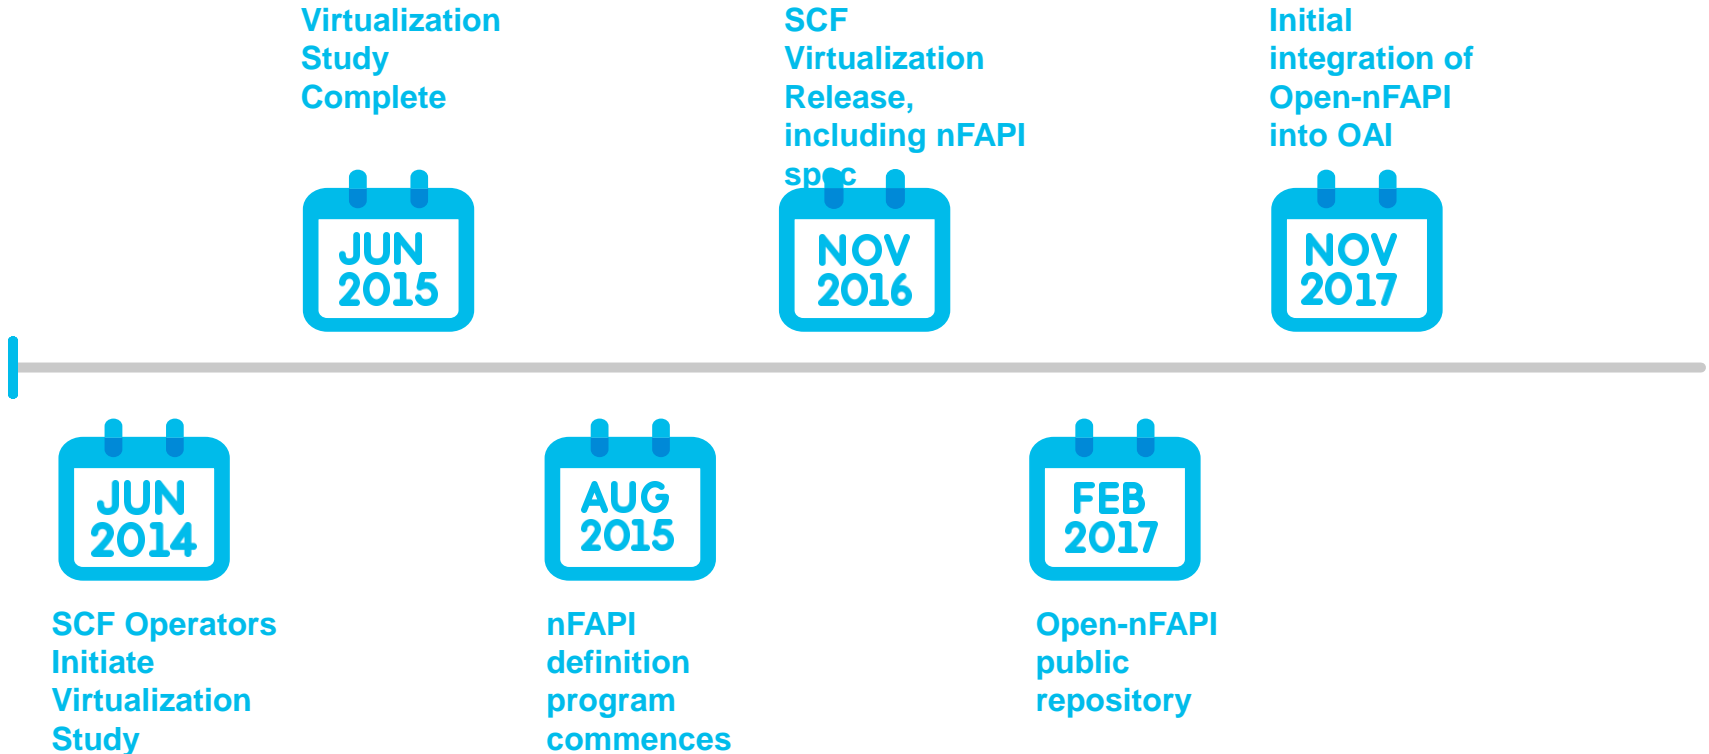 Virtualization
Study
Complete
SCF
Virtualization
Release,
including nFAPI
spec
Initial
integration of
Open-nFAPI
into OAI
JUN
2015
NOV
2016
NOV
2017
JUN
2014
AUG
2015
FEB
2017
SCF Operators
Initiate
Virtualization
Study
nFAPI
definition
program
commences
Open-nFAPI
public
repository